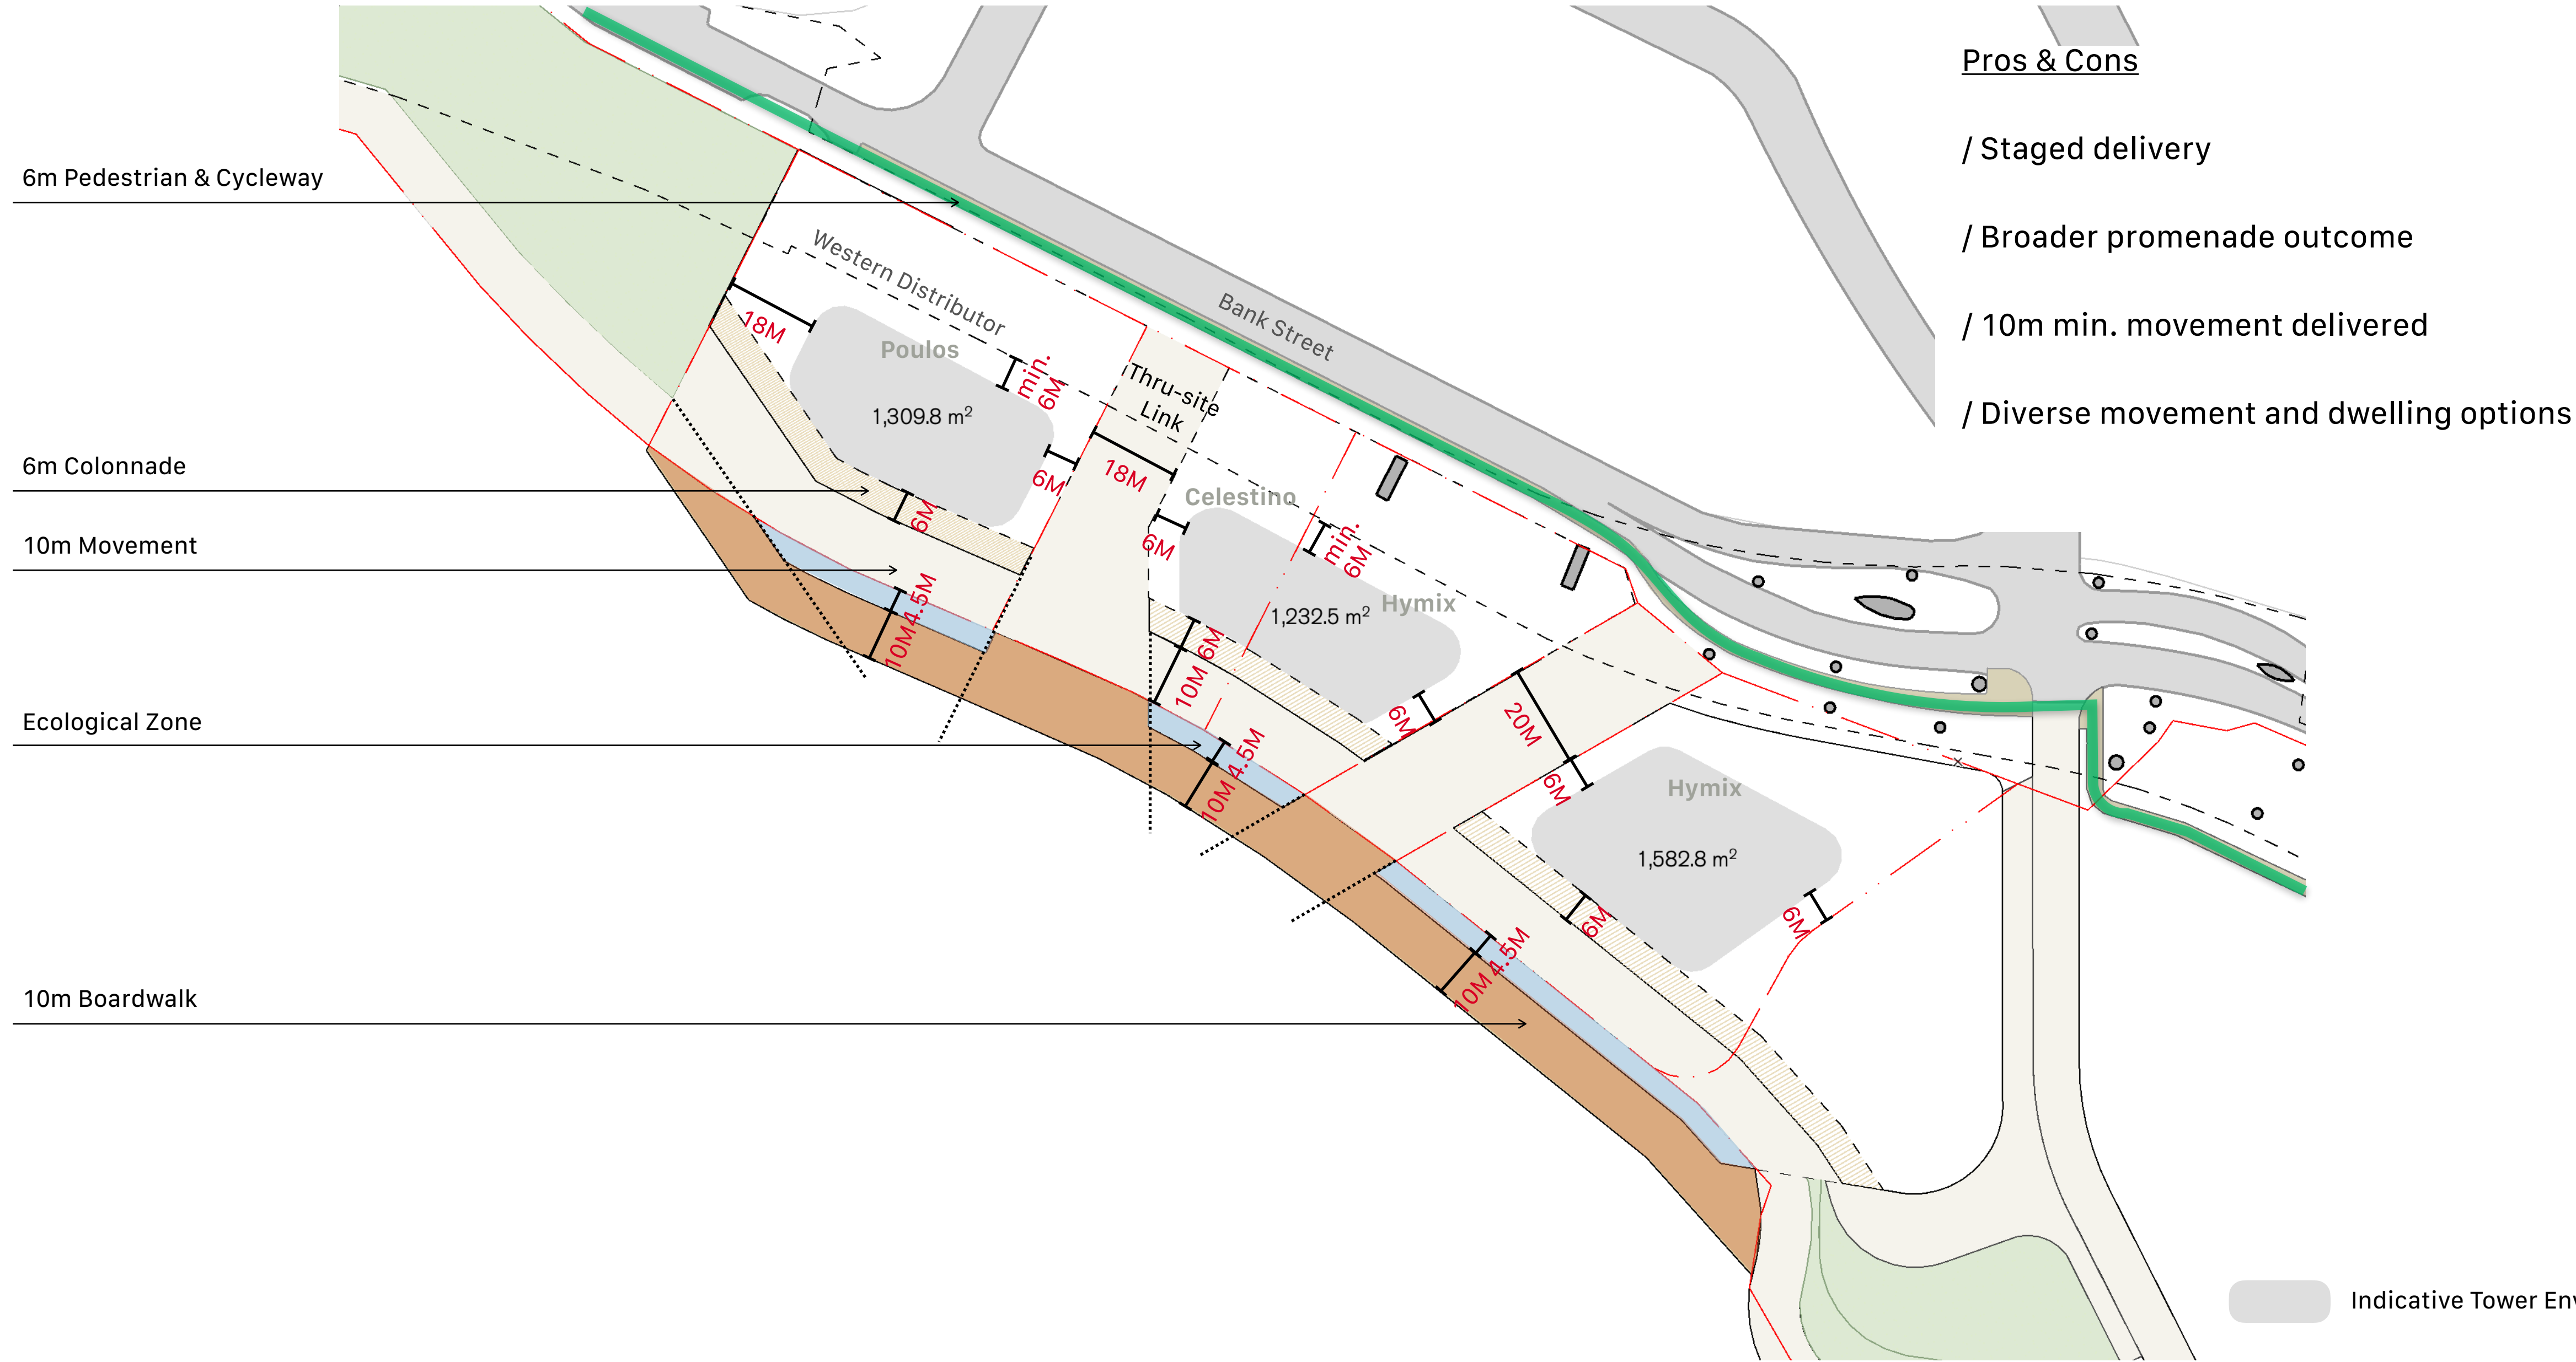 Pros & Cons
/ Staged delivery
/ Broader promenade outcome
/ 10m min. movement delivered
/ Diverse movement and dwelling options
6m Pedestrian & Cycleway
6m Colonnade
10m Movement
Ecological Zone
10m Boardwalk
Western Distributor
Bank Street
18M
Poulos
1,309.8 m²
min.
6M
6M
6M
Thru-site
Link
18M
Celestino
6M
min.
6M
Hymix
1,232.5 m²
4.5M
10M
6M
10M
6M
20M
6M
4.5M
10M
Hymix
1,582.8 m²
6M
6M
4.5M
10M
Indicative Tower